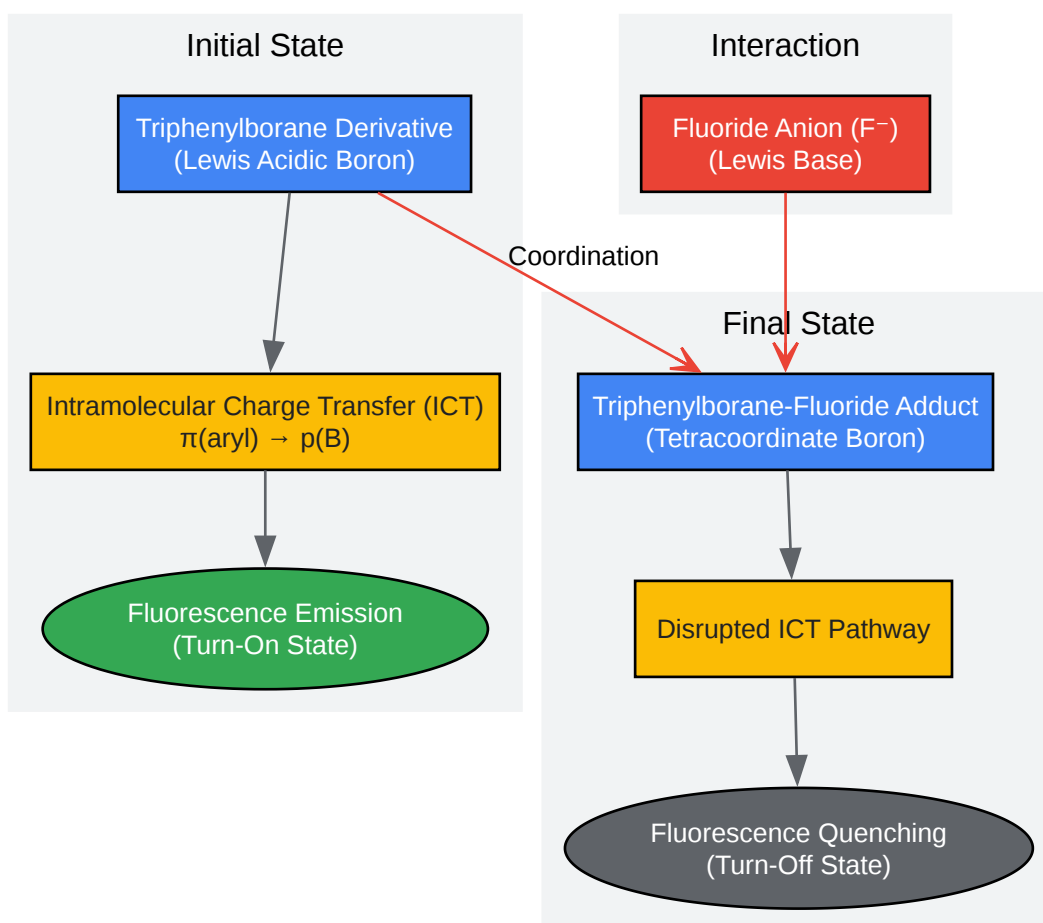 Initial State
Triphenylborane Derivative
(Lewis Acidic Boron)
Intramolecular Charge Transfer (ICT)
π(aryl) → p(B)
Fluorescence Emission
(Turn-On State)
Interaction
Fluoride Anion (F⁻)
(Lewis Base)
Coordination
Final State
Triphenylborane-Fluoride Adduct
(Tetracoordinate Boron)
Disrupted ICT Pathway
Fluorescence Quenching
(Turn-Off State)